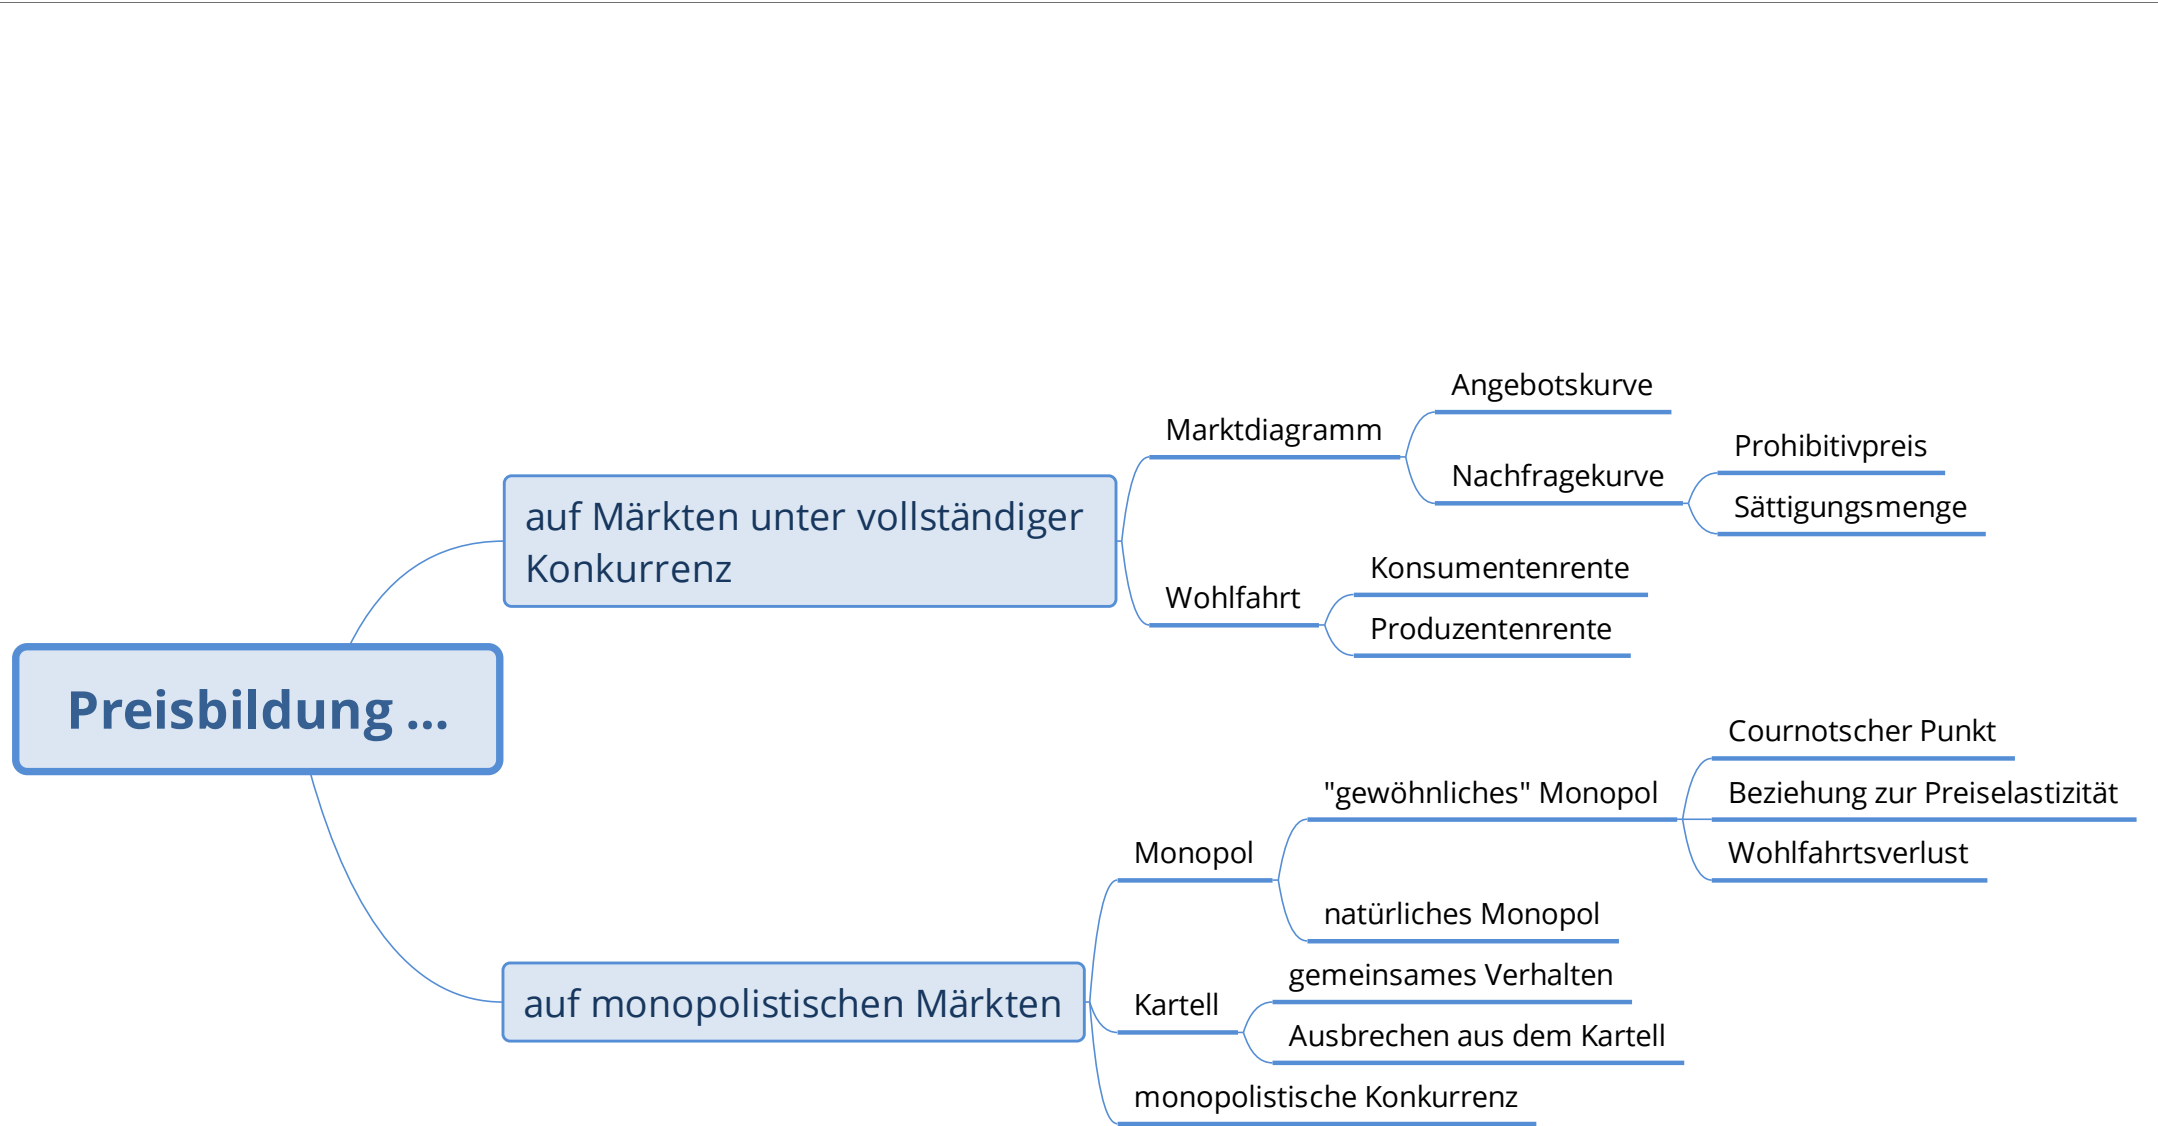 Preisbildung ...
auf Märkten unter vollständiger
Konkurrenz
Marktdiagramm
Angebotskurve
Nachfragekurve
Prohibitivpreis
Sättigungsmenge
Wohlfahrt
Konsumentenrente
Produzentenrente
auf monopolistischen Märkten
Monopol
"gewöhnliches" Monopol
Cournotscher Punkt
Beziehung zur Preiselastizität
Wohlfahrtsverlust
natürliches Monopol
Kartell
gemeinsames Verhalten
Ausbrechen aus dem Kartell
monopolistische Konkurrenz